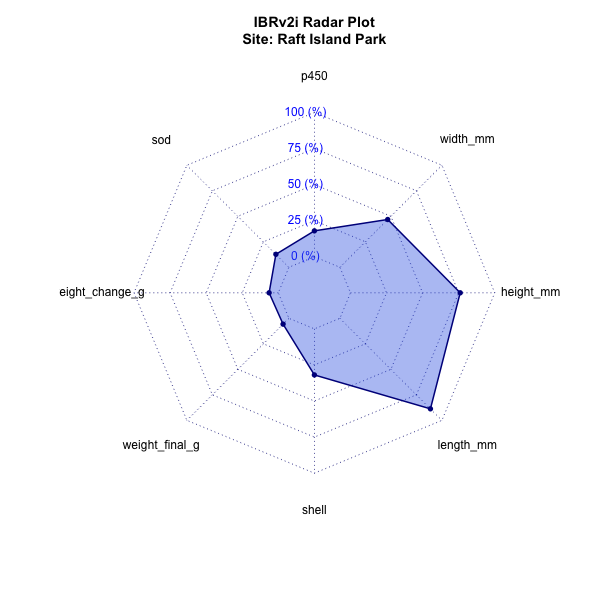 IBRv2i Radar Plot
Site: Raft Island Park
p450
100 (%)
sod
width_mm
75 (%)
50 (%)
25 (%)
0 (%)
eight_change_g
height_mm
weight_final_g
length_mm
shell